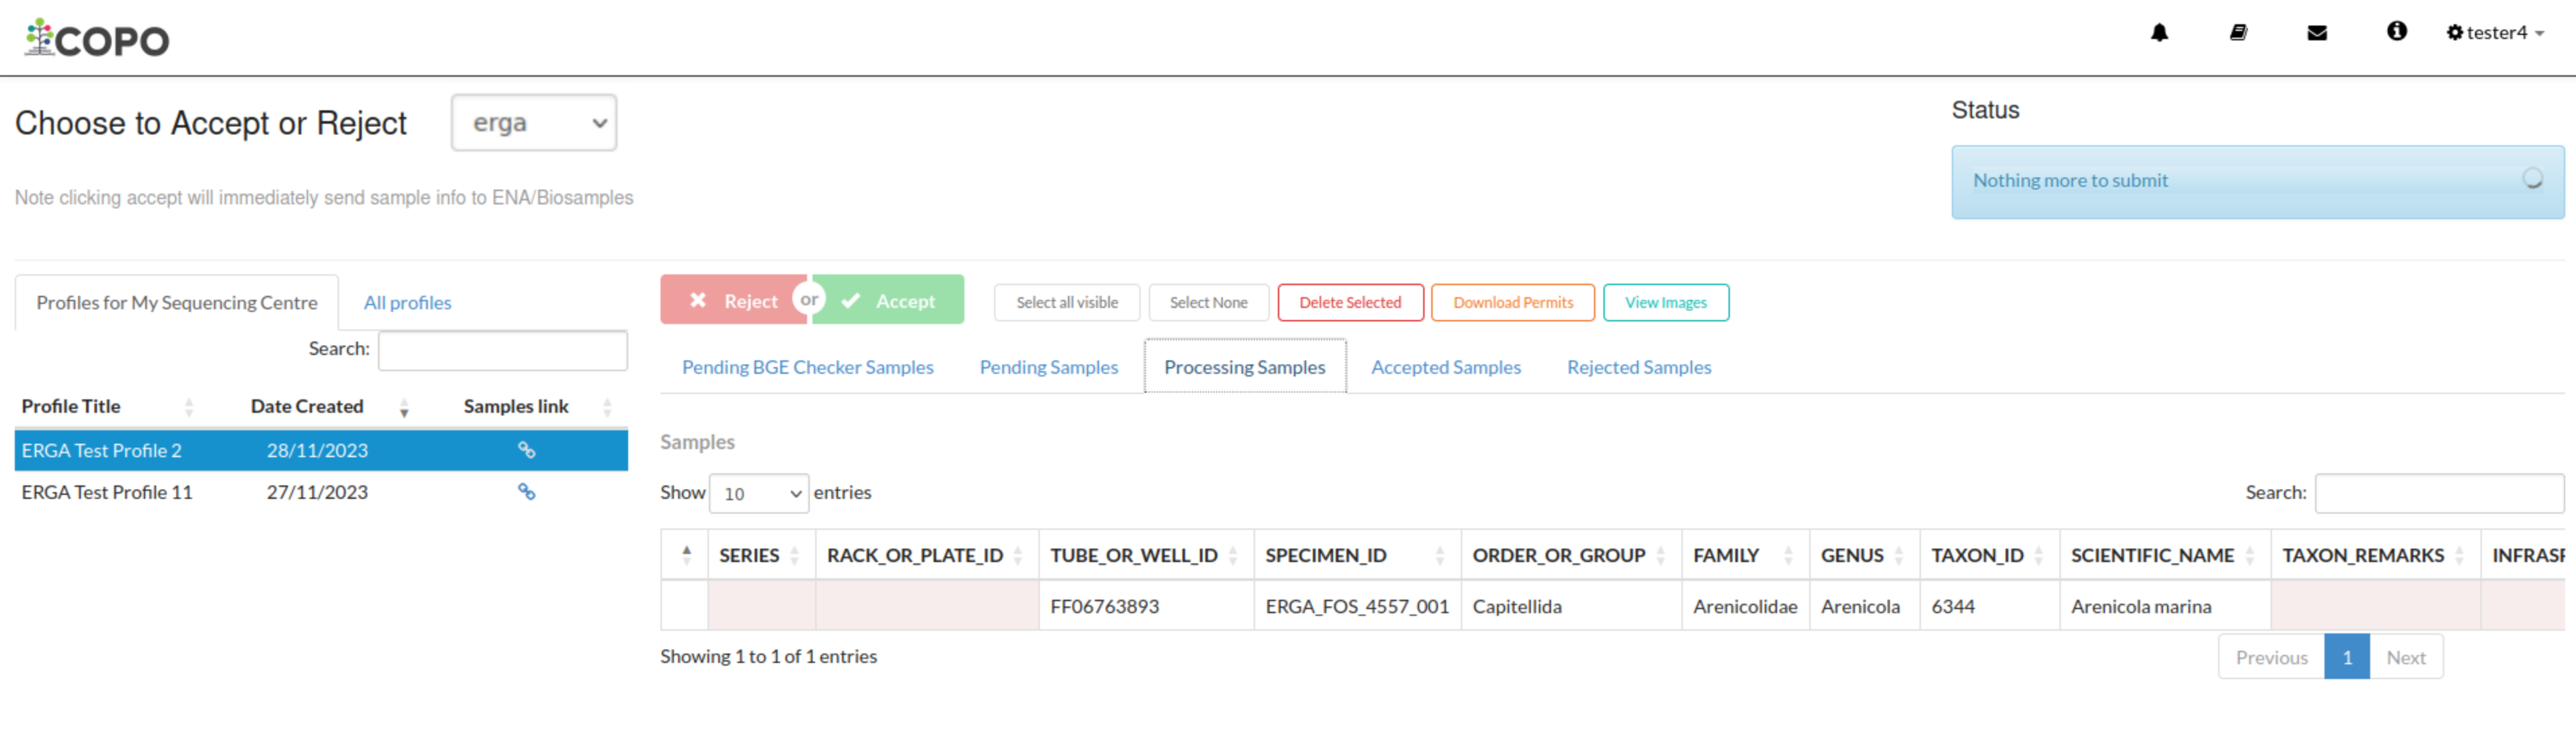 COPO
tester4
Choose to Accept or Reject
erga
Status
Nothing more to submit
Note clicking accept will immediately send sample info to ENA/Biosamples
Profiles for My Sequencing Centre
All profiles
Search:
Profile Title Date Created Samples link
ERGA Test Profile 2 28/11/2023
ERGA Test Profile 11 27/11/2023
Reject or Accept
Select all visible
Select None
Delete Selected
Download Permits
View Images
Pending BGE Checker Samples
Pending Samples
Processing Samples
Accepted Samples
Rejected Samples
Samples
Show 10 entries
Search:
SERIES RACK_OR_PLATE_ID TUBE_OR_WELL_ID SPECIMEN_ID ORDER_OR_GROUP FAMILY GENUS TAXON_ID SCIENTIFIC_NAME TAXON_REMARKS
FF06763893 ERGA_FOS_4557_001 Capitellida Arenicolidae Arenicola 6344 Arenicola marina
Showing 1 to 1 of 1 entries
Previous 1 Next